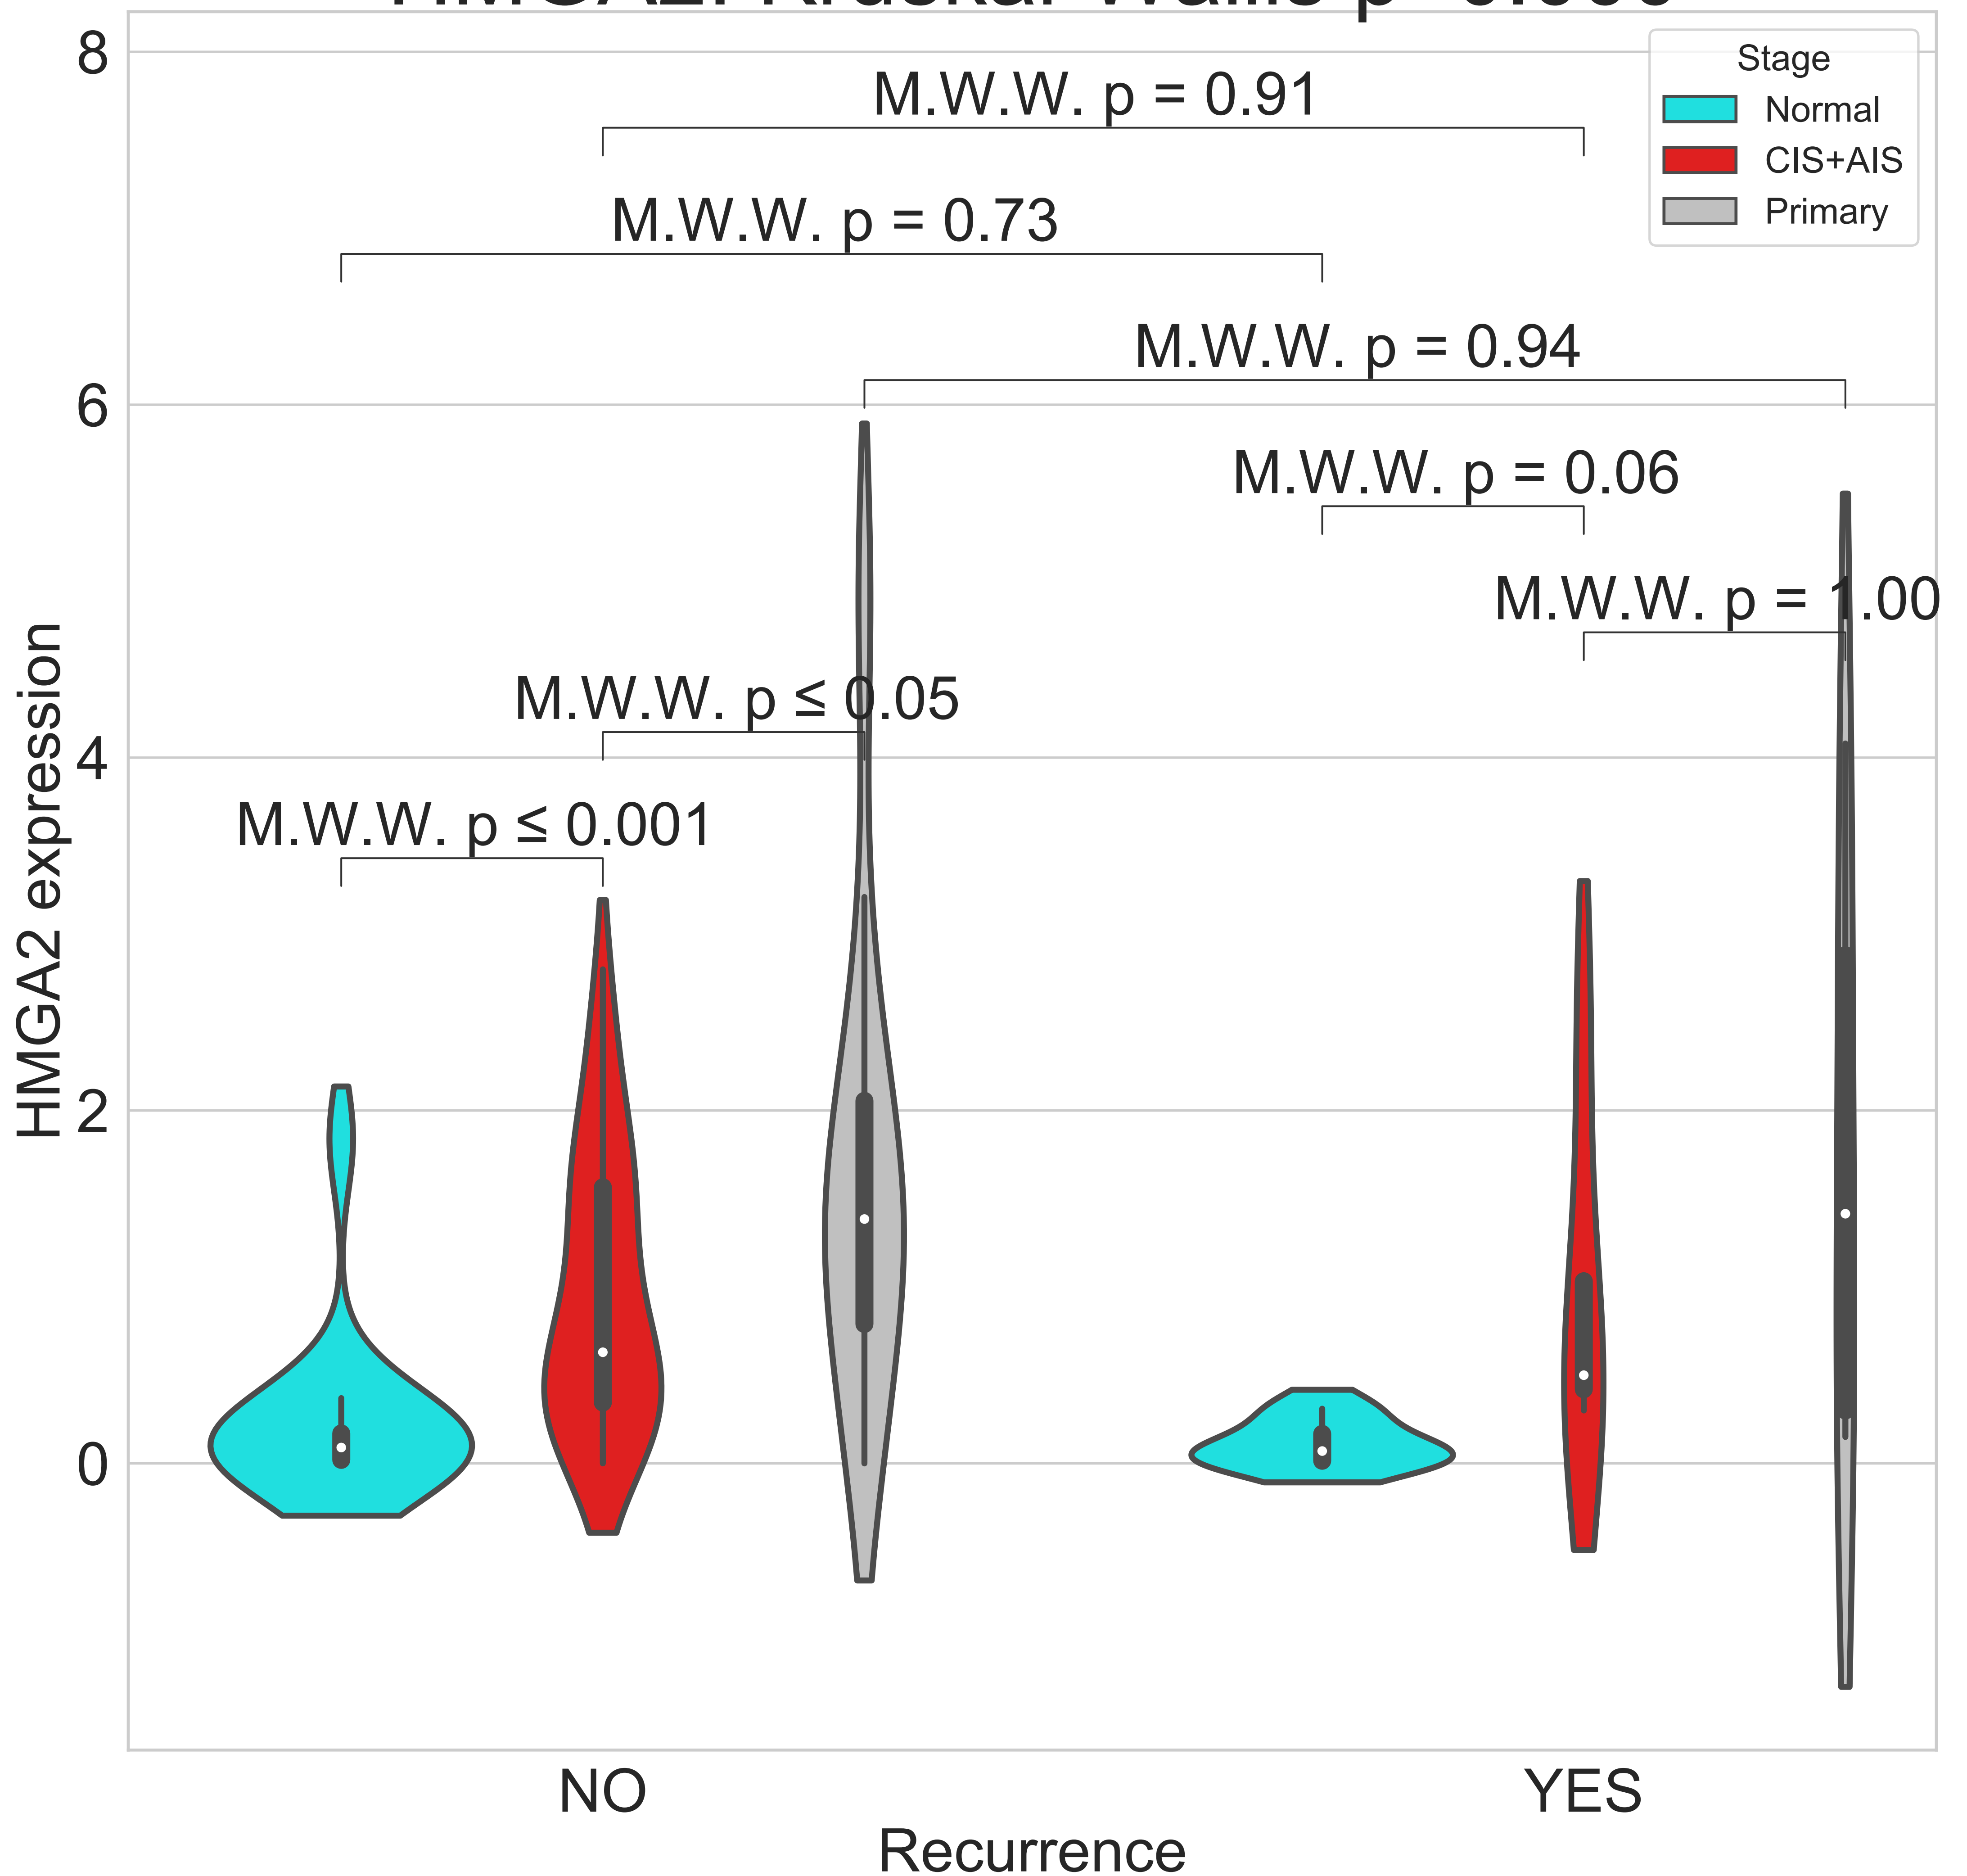 8
Stage
Normal
CIS+AIS
Primary
M.W.W. p = 0.91
M.W.W. p = 0.73
M.W.W. p = 0.94
6
M.W.W. p = 0.06
M.W.W. p = 1.00
M.W.W. p ≤ 0.05
4
M.W.W. p ≤ 0.001
HMGA2 expression
2
0
NO
YES
Recurrence